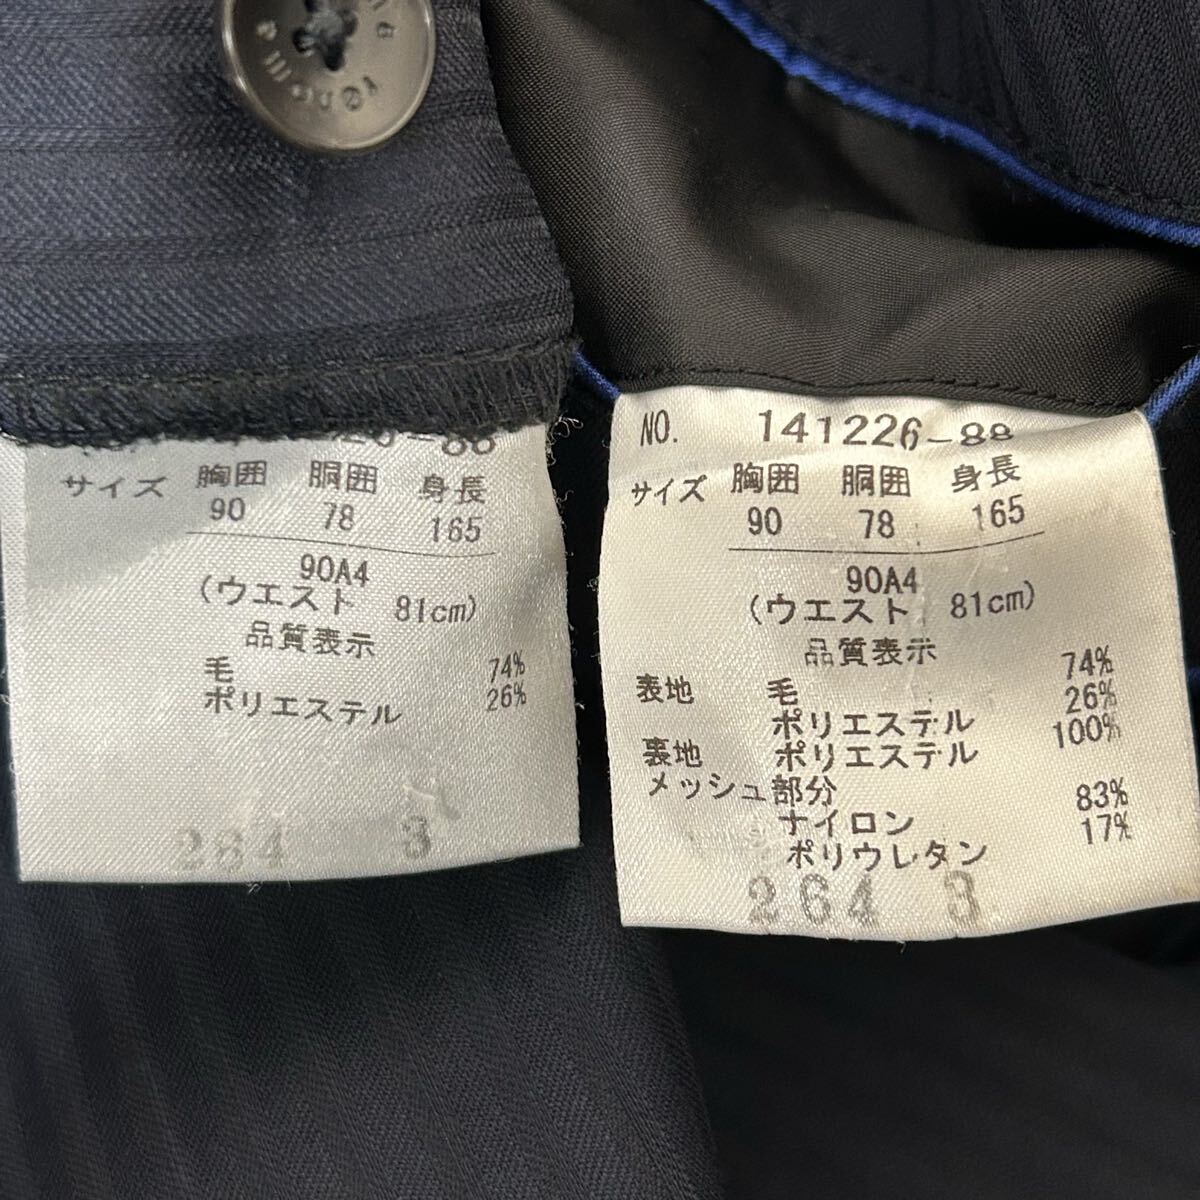 26-88
サイズ 胸囲 胴囲 身長
90 78 165
90A4
(ウエスト 81cm)
品質表示
毛 74%
ポリエステル 26%
264 3
NO. 141226-88
サイズ 胸囲 胴囲 身長
90 78 165
90A4
(ウエスト 81cm)
品質表示
表地 毛 74%
ポリエステル 26%
裏地 ポリエステル 100%
メッシュ部分
ナイロン 83%
ポリウレタン 17%
264 3